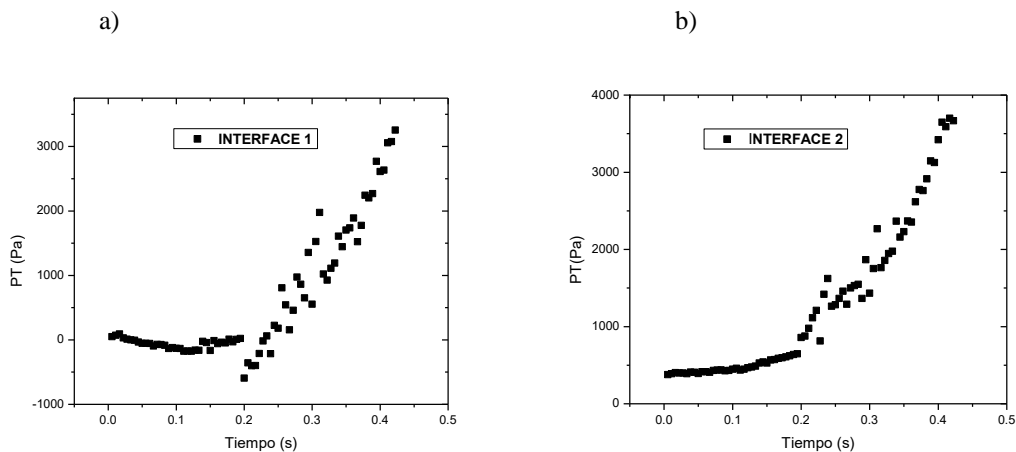 a)
b)
INTERFACE 1
PT (Pa)
3000
2000
1000
0
-1000
0.0 0.1 0.2 0.3 0.4 0.5
Tiempo (s)
INTERFACE 2
PT(Pa)
4000
3000
2000
1000
0
0.0 0.1 0.2 0.3 0.4 0.5
Tiempo (s)